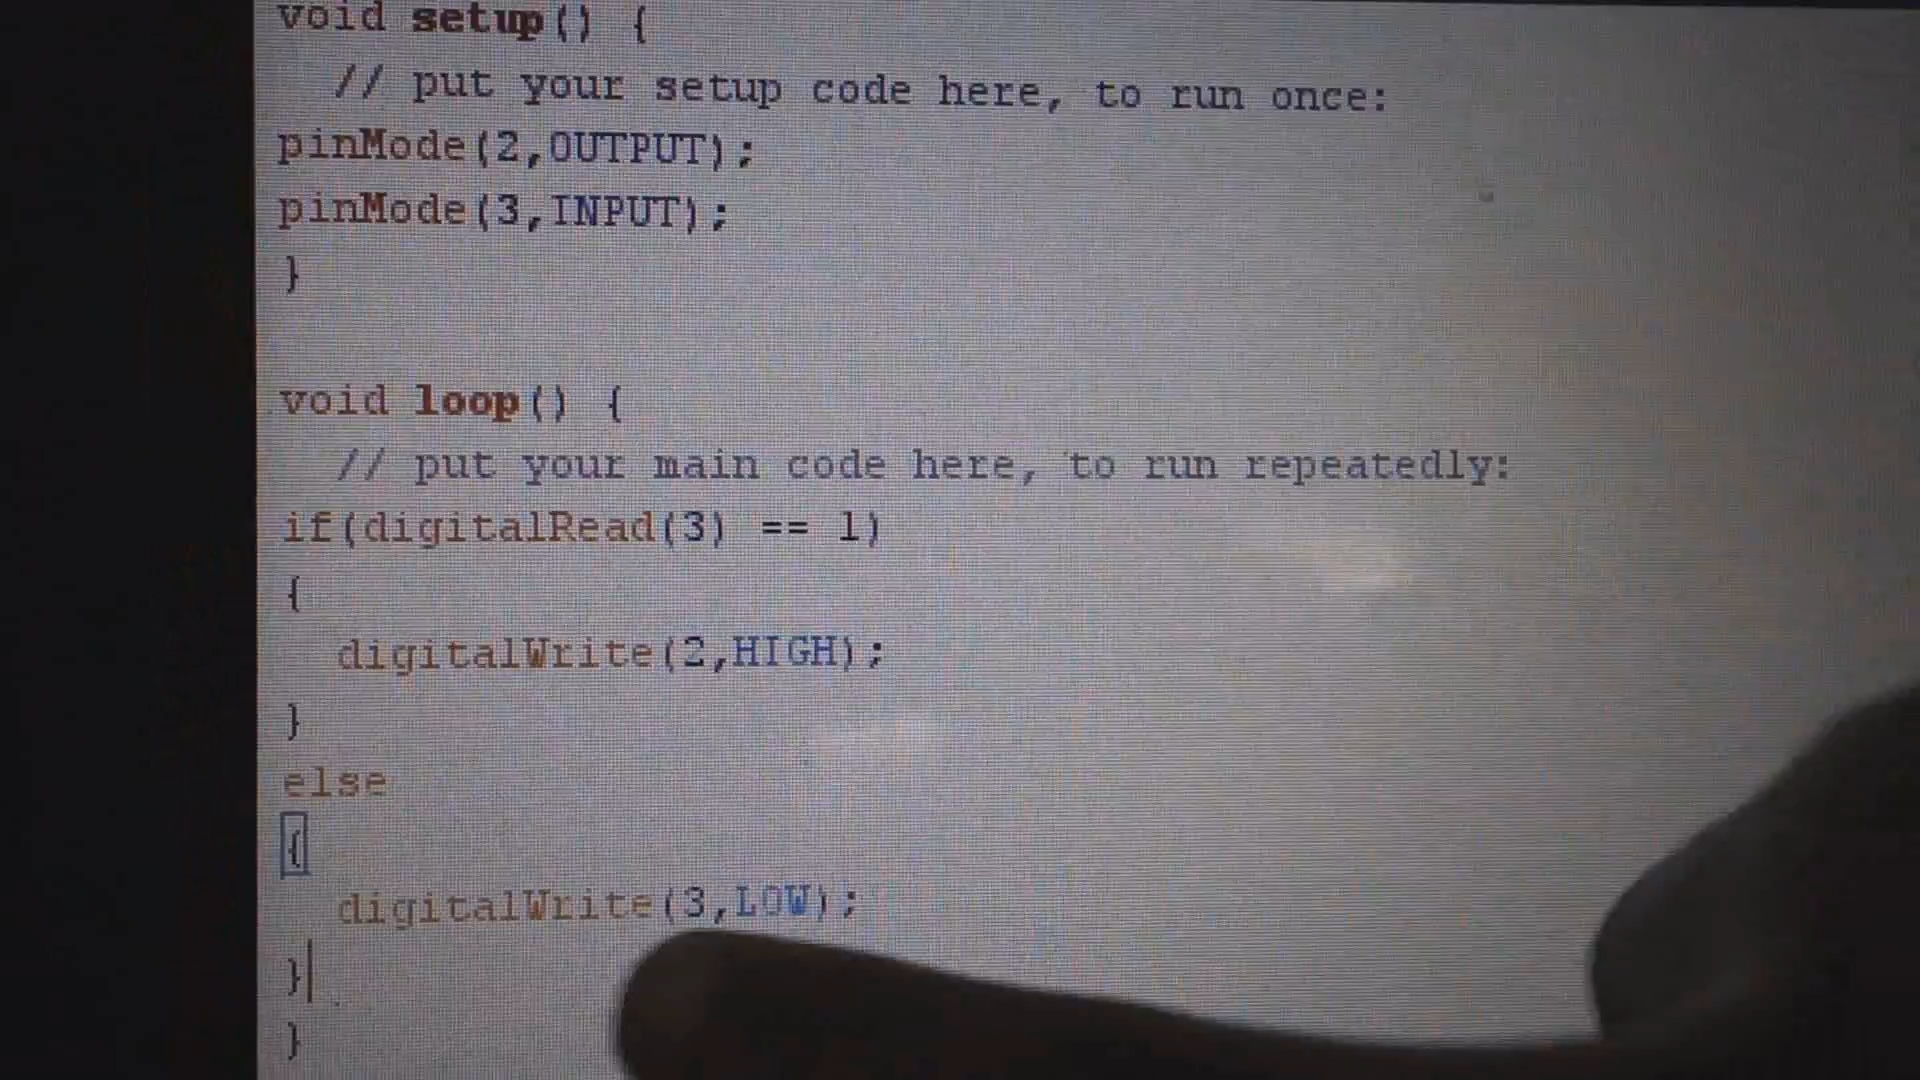 void setup() {
// put your setup code here, to run once:
pinMode(2,OUTPUT);
pinMode(3,INPUT);
}
void loop() {
// put your main code here, to run repeatedly:
if(digitalRead(3) == 1)
{
digitalWrite(2,HIGH);
}
else
{
digitalWrite(3,LOW);
}
}